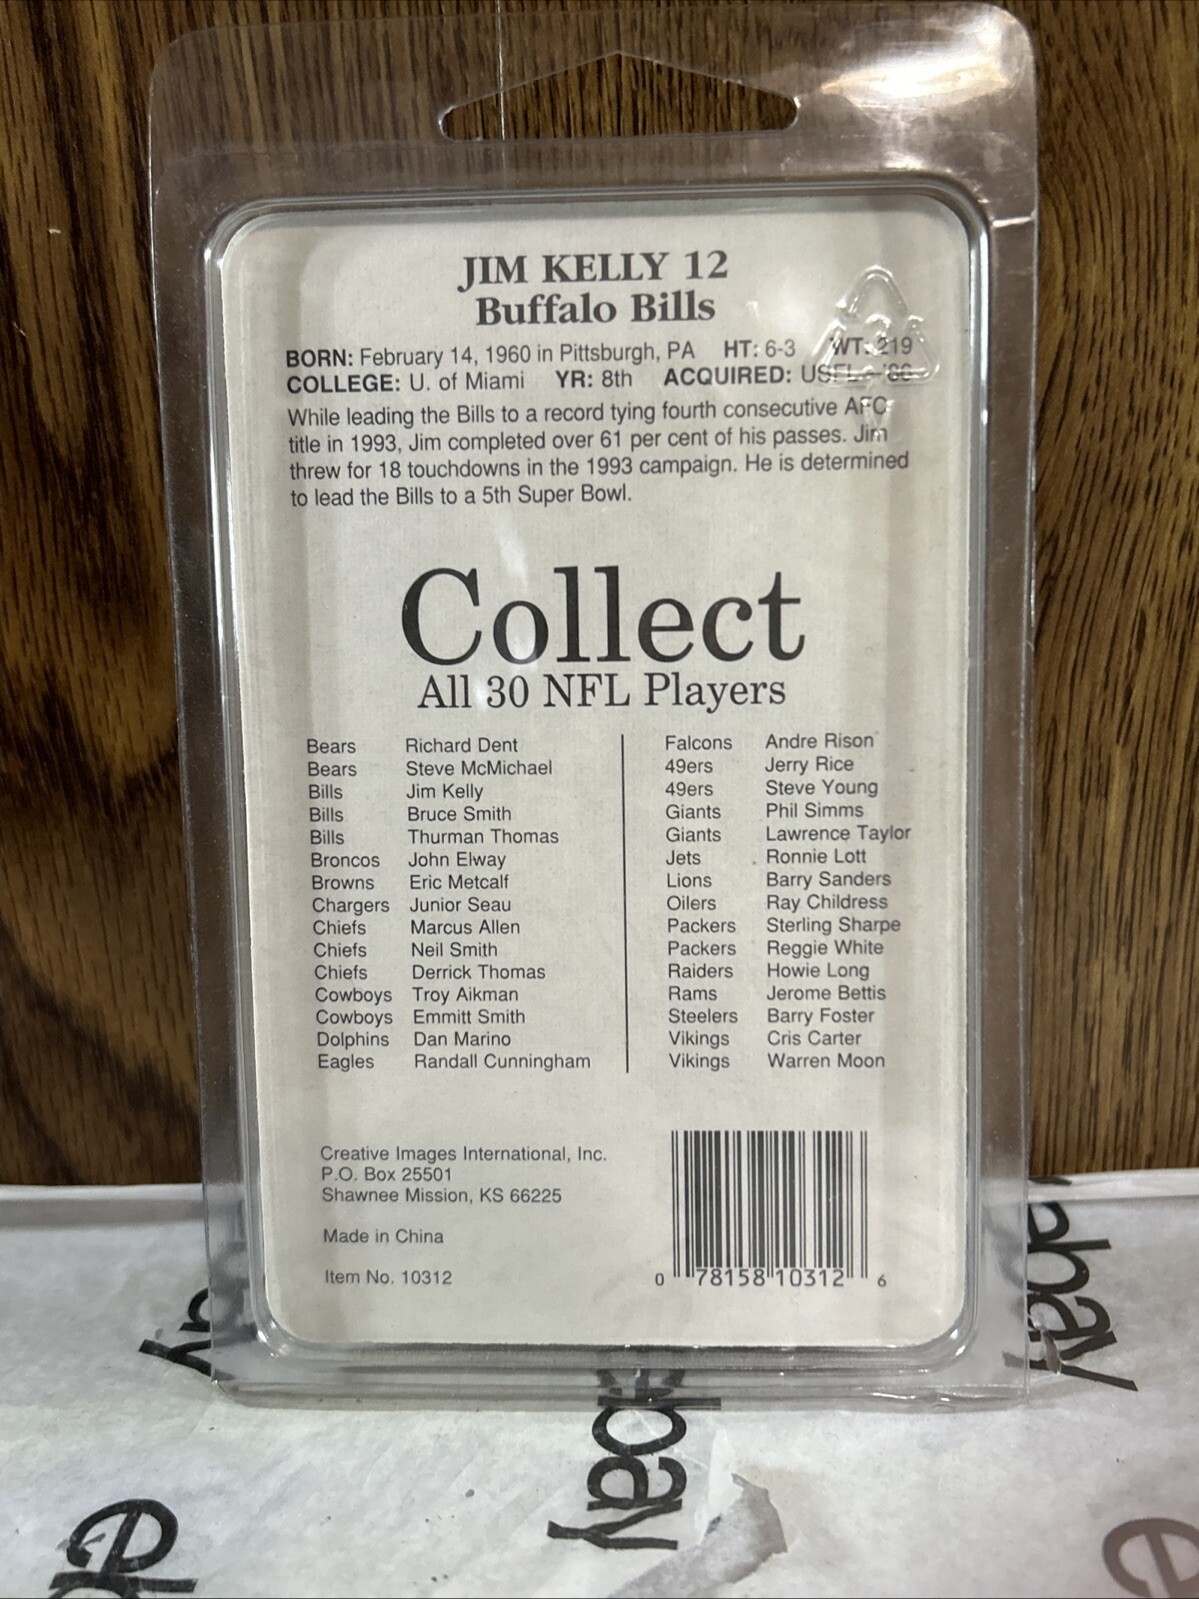 JIM KELLY 12
Buffalo Bills
BORN: February 14, 1960 in Pittsburgh, PA HT: 6-3 WT: 219
COLLEGE: U. of Miami YR: 8th ACQUIRED: USFL - '86
While leading the Bills to a record tying fourth consecutive AFC
title in 1993, Jim completed over 61 per cent of his passes. Jim
threw for 18 touchdowns in the 1993 campaign. He is determined
to lead the Bills to a 5th Super Bowl.
Collect
All 30 NFL Players
Bears Richard Dent
Bears Steve McMichael
Bills Jim Kelly
Bills Bruce Smith
Bills Thurman Thomas
Broncos John Elway
Browns Eric Metcalf
Chargers Junior Seau
Chiefs Marcus Allen
Chiefs Neil Smith
Chiefs Derrick Thomas
Cowboys Troy Aikman
Cowboys Emmitt Smith
Dolphins Dan Marino
Eagles Randall Cunningham
Falcons Andre Rison
49ers Jerry Rice
49ers Steve Young
Giants Phil Simms
Giants Lawrence Taylor
Jets Ronnie Lott
Lions Barry Sanders
Oilers Ray Childress
Packers Sterling Sharpe
Packers Reggie White
Raiders Howie Long
Rams Jerome Bettis
Steelers Barry Foster
Vikings Cris Carter
Vikings Warren Moon
Creative Images International, Inc.
P.O. Box 25501
Shawnee Mission, KS 66225
Made in China
Item No. 10312
0 78158 10312 6
ebay
ebay